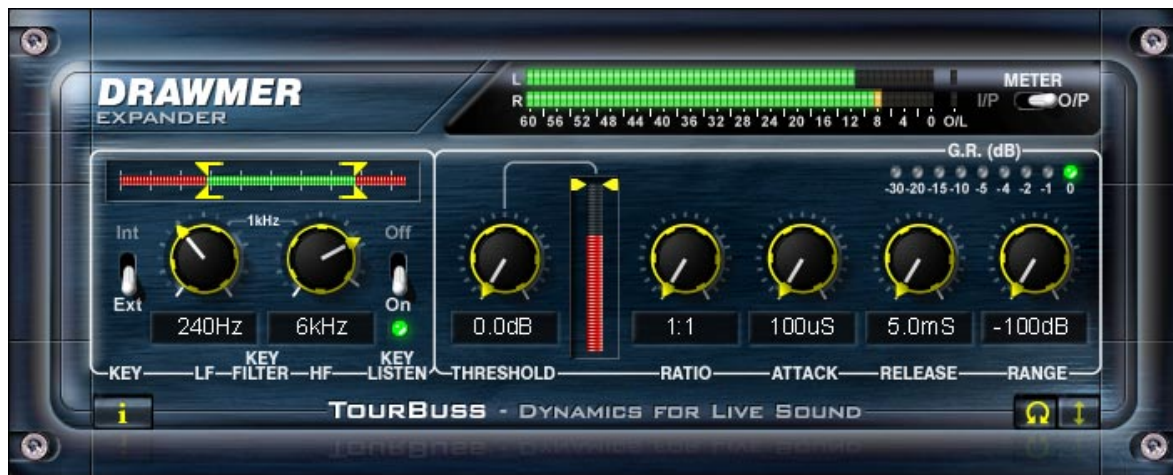 DRAWMER
EXPANDER
L
R
60 56 52 48 44 40 36 32 28 24 20 16 12 8 4 0 O/L
METER
I/P O/P
G.R. (dB)
-30 -20 -15 -10 -5 -4 -2 -1 0
1kHz
Int
Ext
Off
On
240Hz
6kHz
0.0dB
1:1
100uS
5.0mS
-100dB
KEY
LF
KEY
FILTER
HF
KEY
LISTEN
THRESHOLD
RATIO
ATTACK
RELEASE
RANGE
i
TOURBUSS - DYNAMICS FOR LIVE SOUND